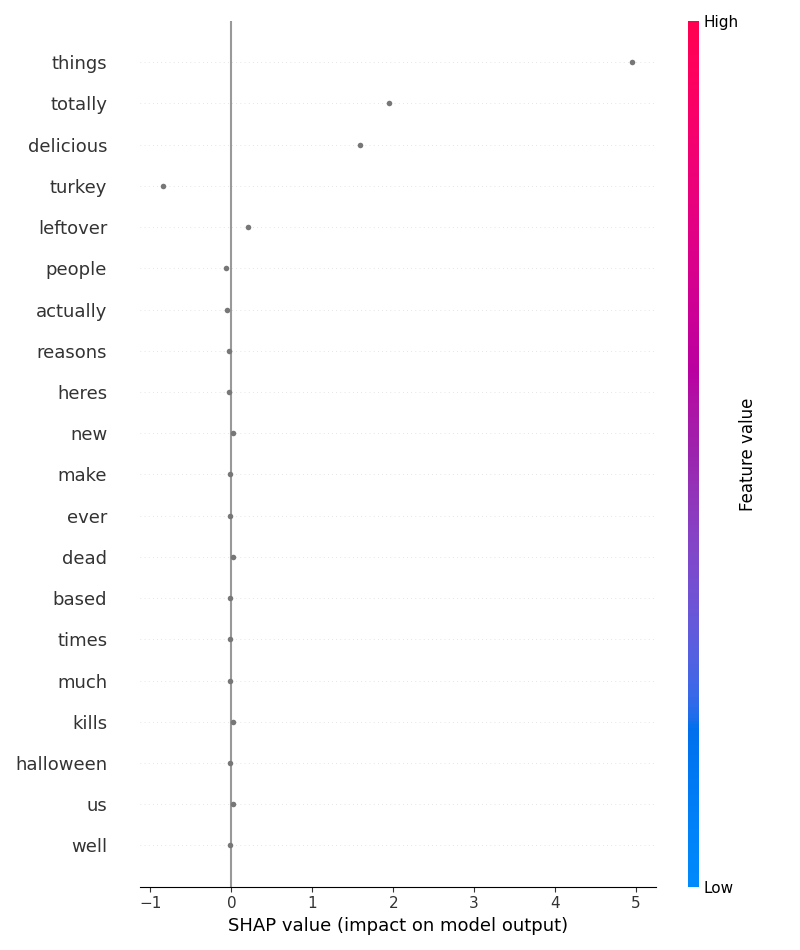 High
things
totally
delicious
turkey
leftover
people
actually
reasons
heres
new
make
ever
dead
based
times
much
kills
halloween
us
well
Feature value
Low
−1 0 1 2 3 4 5
SHAP value (impact on model output)